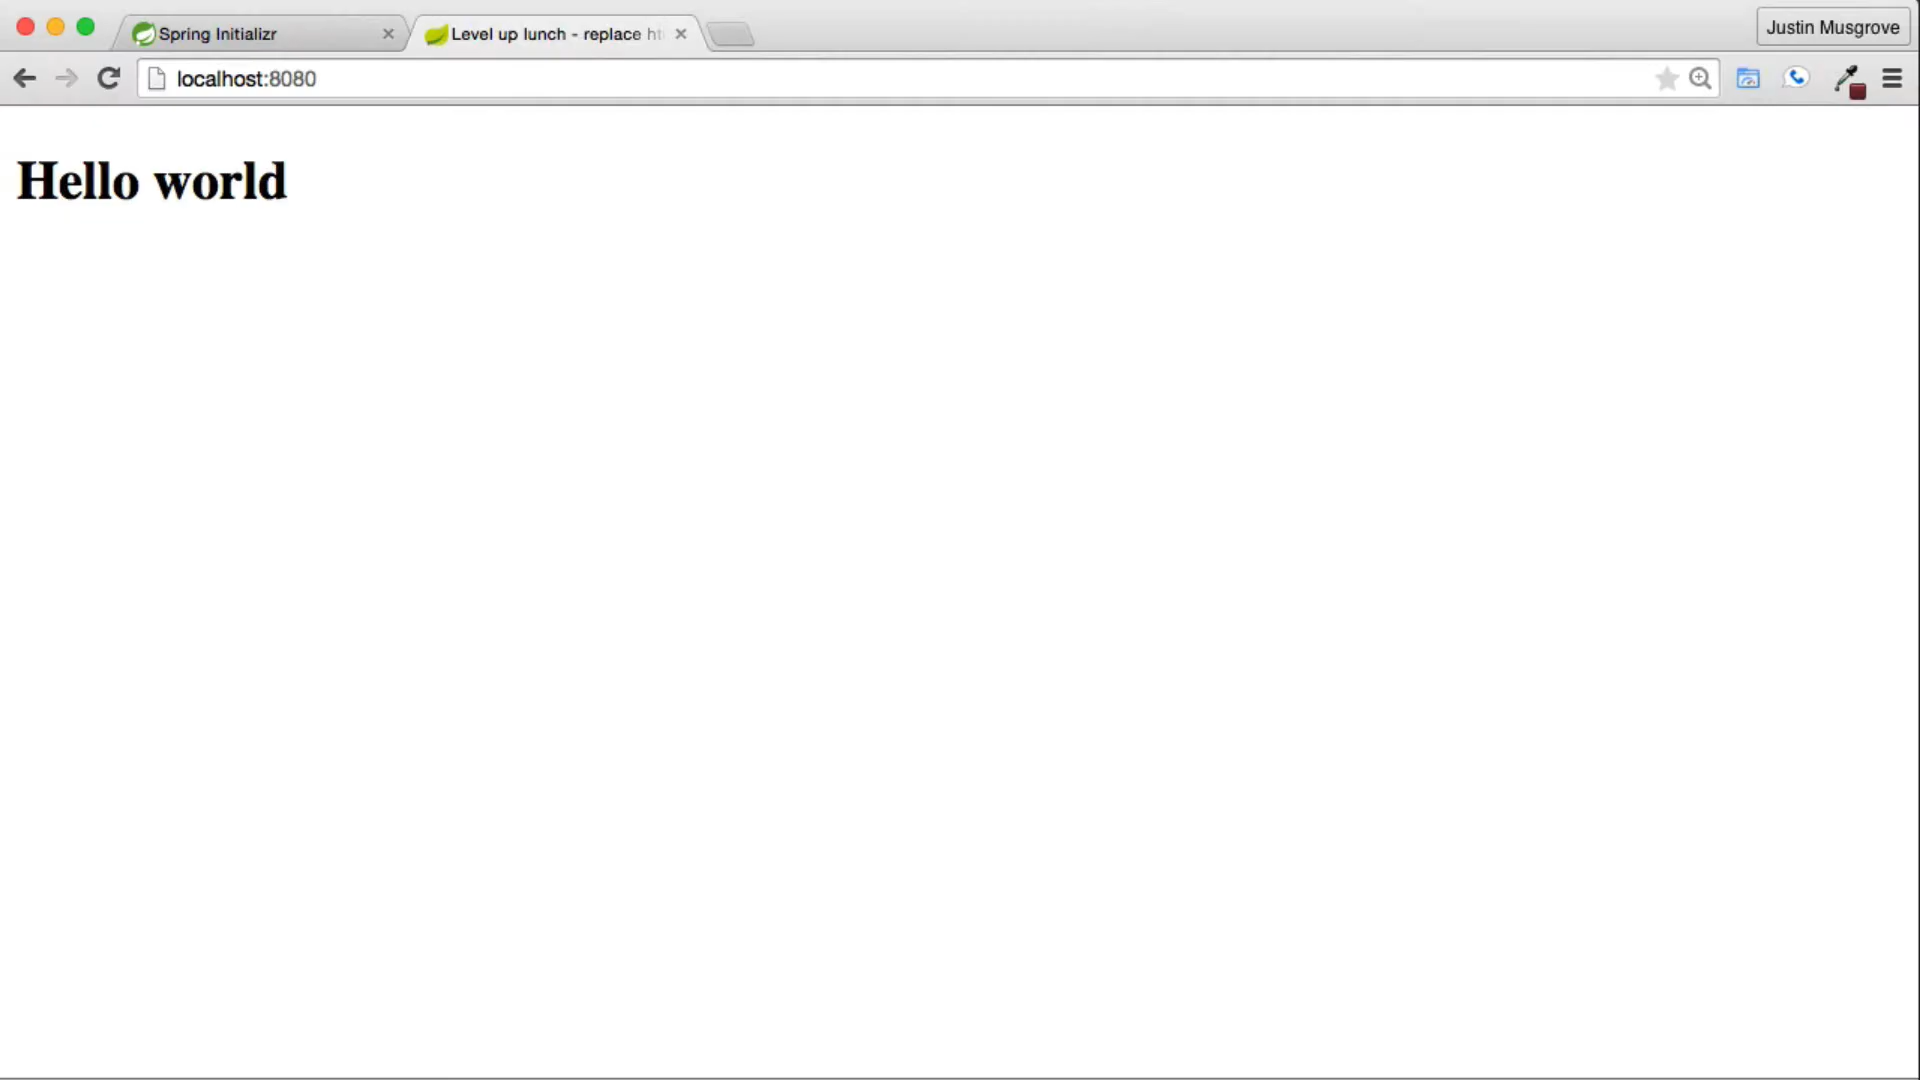 Spring Initializr
Level up lunch - replace ht
Justin Musgrove
localhost:8080
Hello world